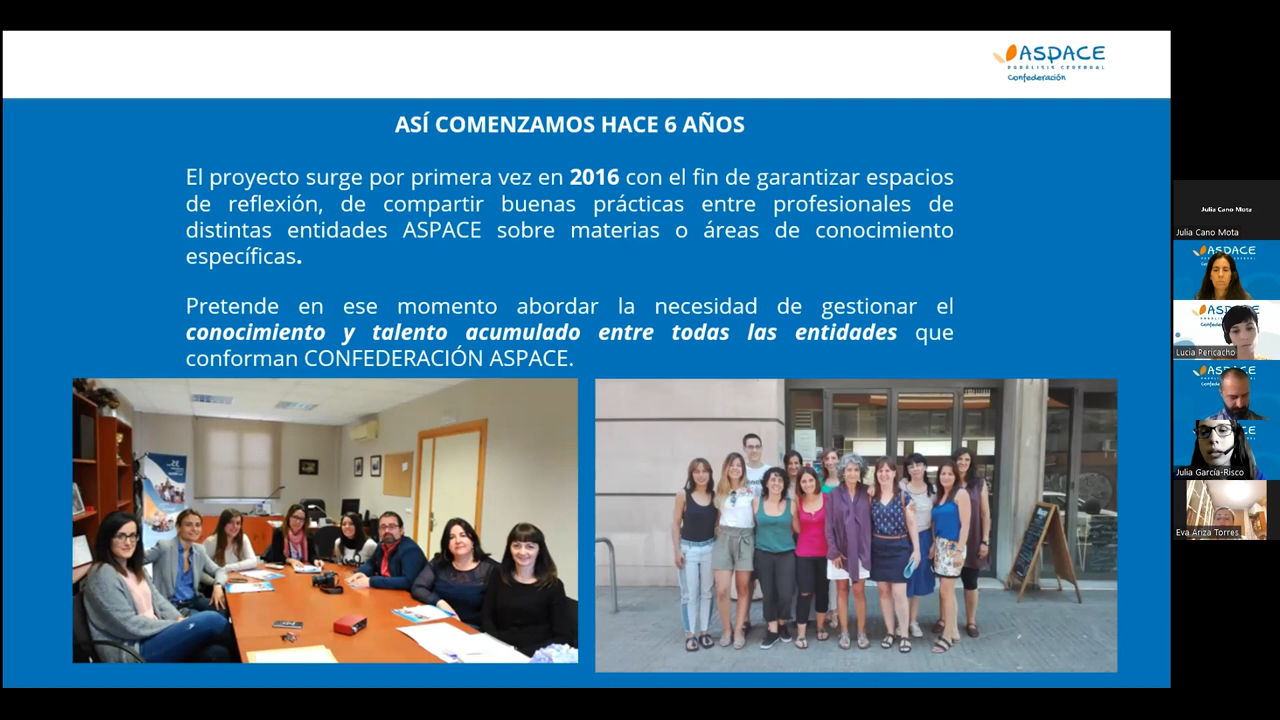 ASPACE
PARÁLISIS CEREBRAL
Confederación
ASÍ COMENZAMOS HACE 6 AÑOS
El proyecto surge por primera vez en 2016 con el fin de garantizar espacios
de reflexión, de compartir buenas prácticas entre profesionales de
distintas entidades ASPACE sobre materias o áreas de conocimiento
específicas.
Pretende en ese momento abordar la necesidad de gestionar el
conocimiento y talento acumulado entre todas las entidades que
conforman CONFEDERACIÓN ASPACE.
Julia Cano Mota
Julia Cano Mota
ASPACE
Lucía Pericacho
Julia García-Risco
Eva Ariza Torres